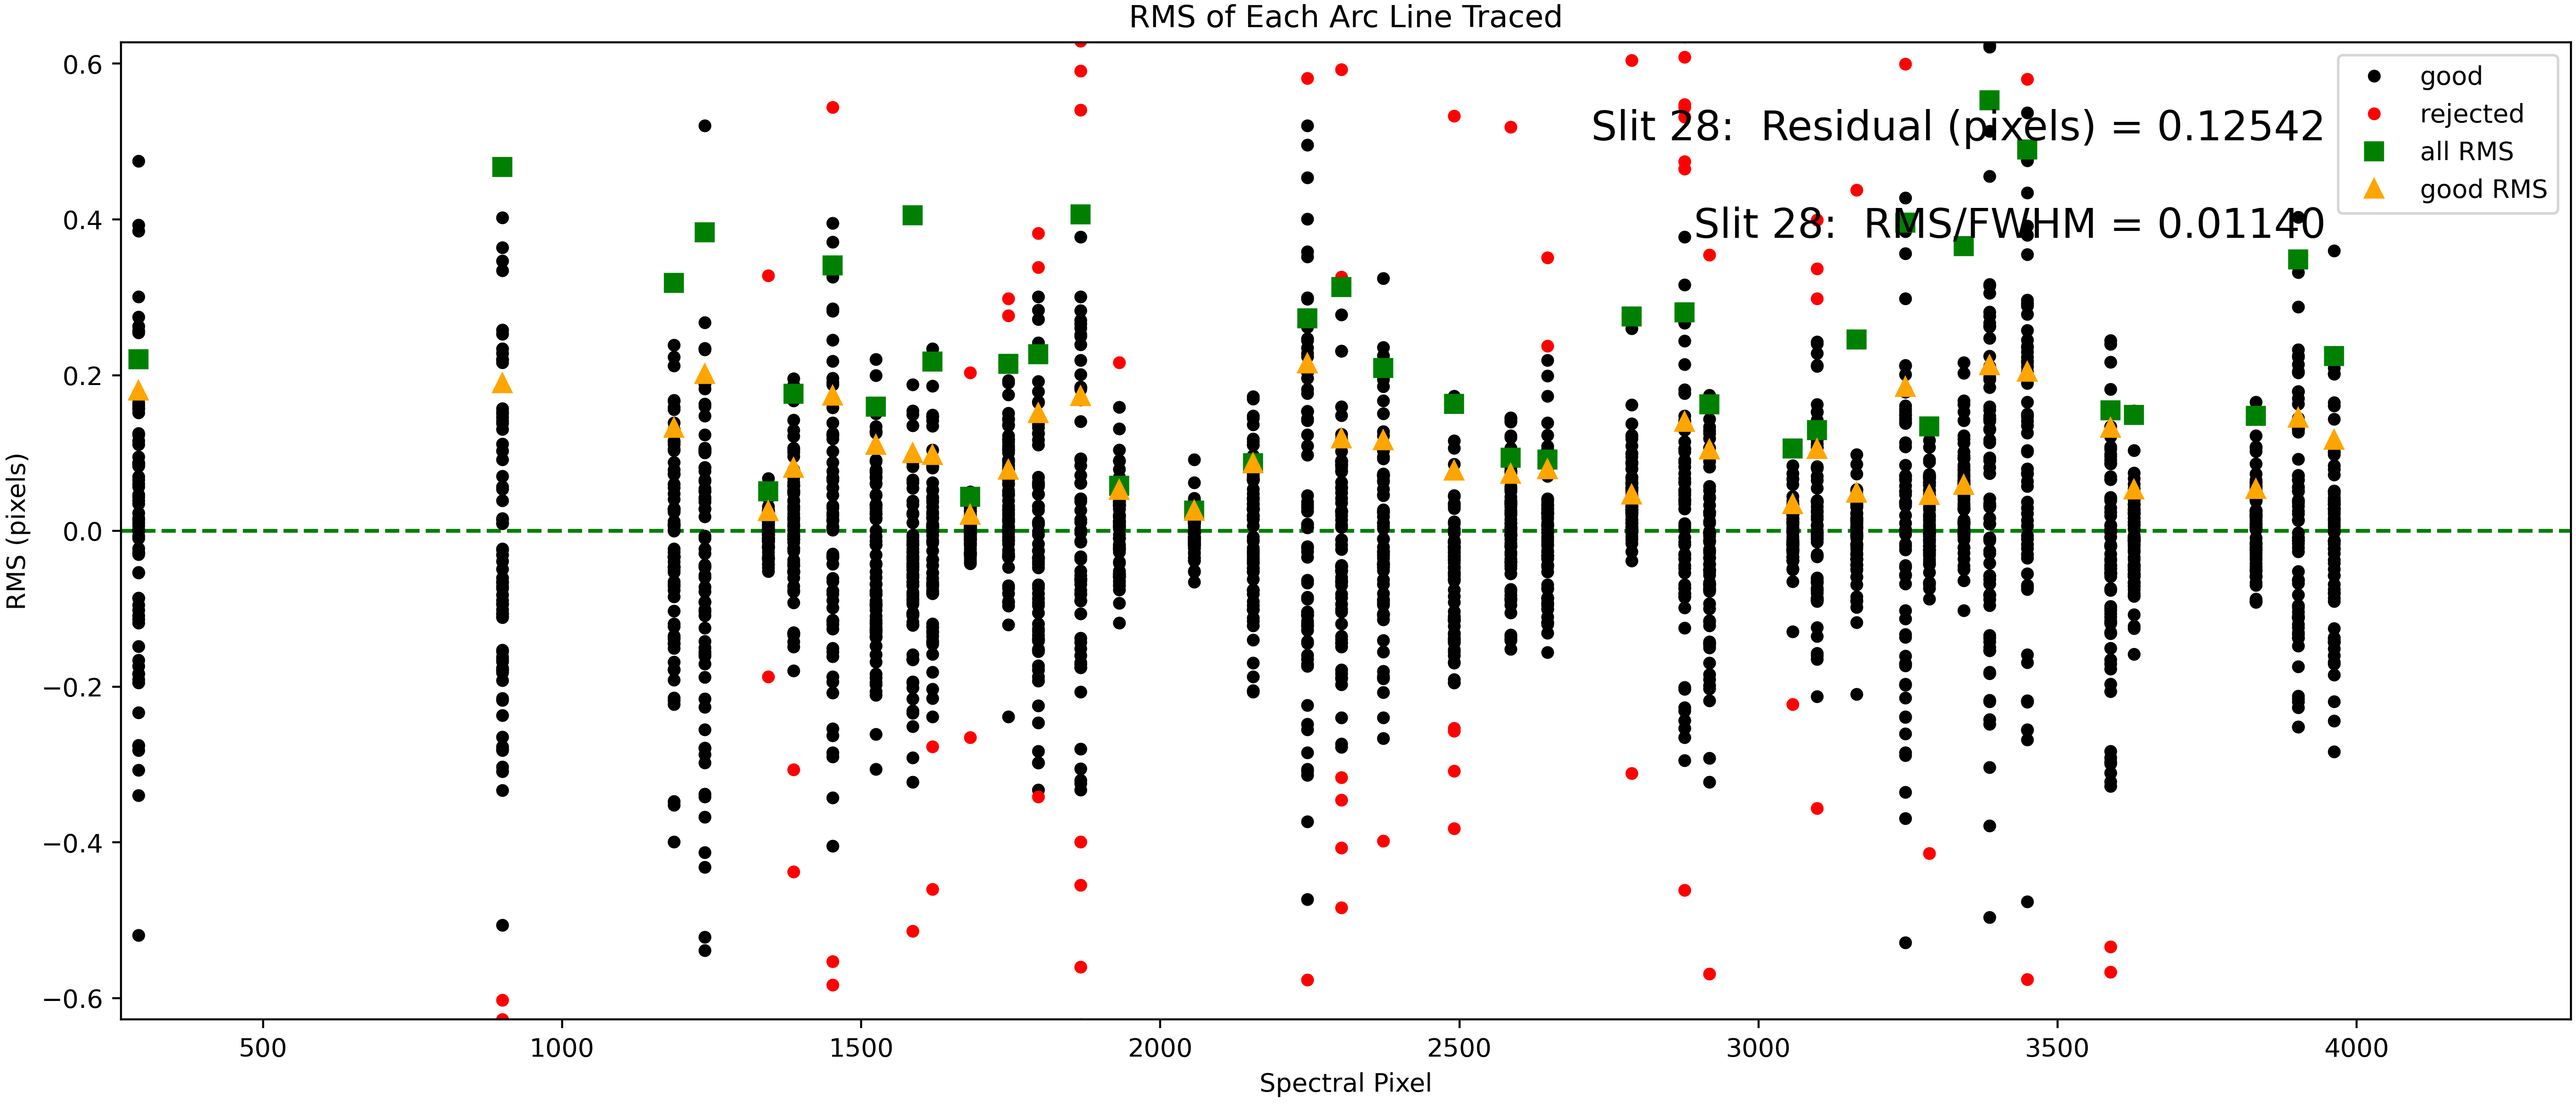 RMS of Each Arc Line Traced
RMS (pixels)
0.6
0.4
0.2
0.0
−0.2
−0.4
−0.6
good
rejected
all RMS
good RMS
Slit 28:  Residual (pixels) = 0.12542
Slit 28:  RMS/FWHM = 0.01140
500
1000
1500
2000
2500
3000
3500
4000
Spectral Pixel